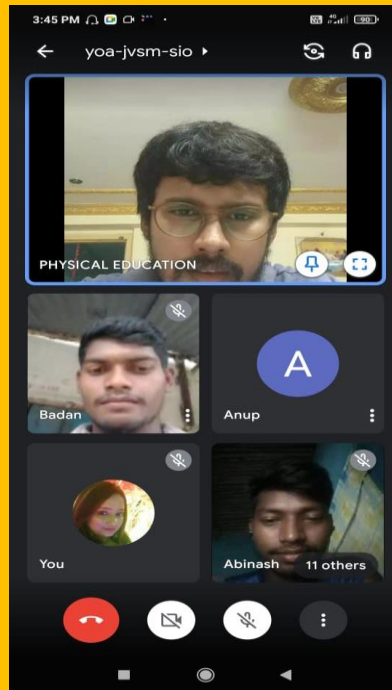 3:45 PM
90
yoa-jvsm-sio
PHYSICAL EDUCATION
Badan
A
Anup
You
Abinash
11 others